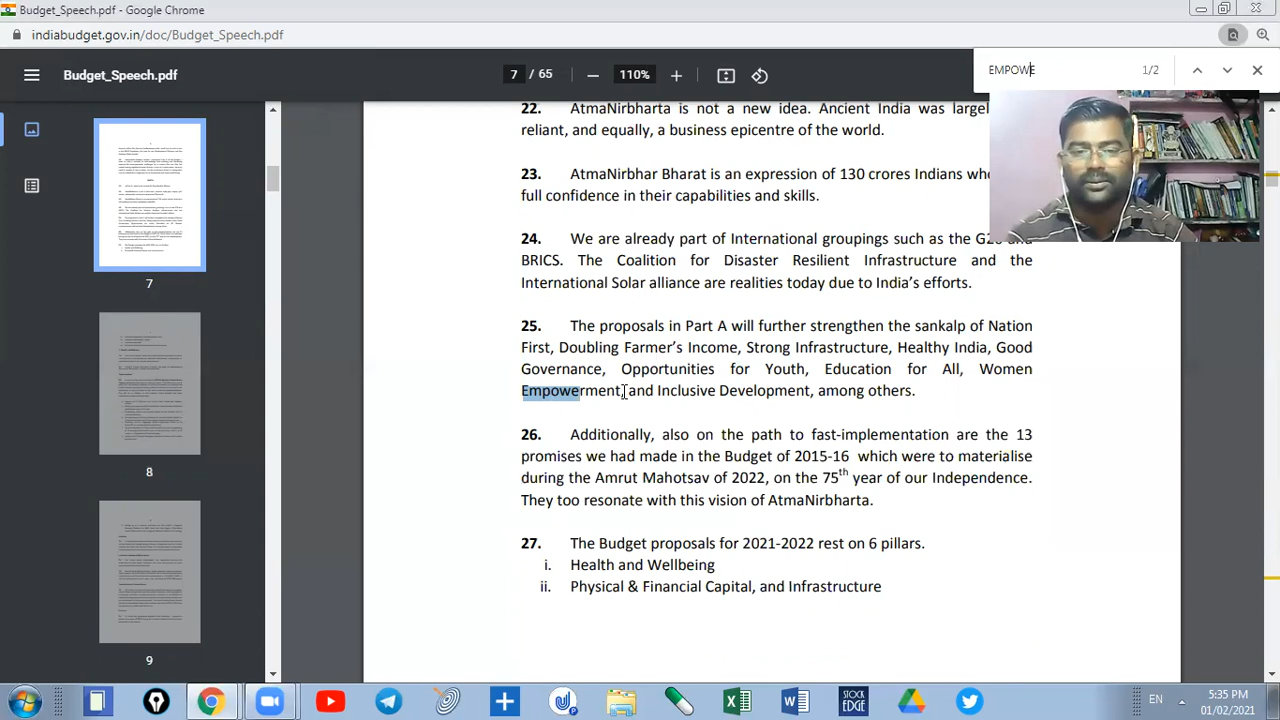 Budget_Speech.pdf - Google Chrome
indiabudget.gov.in/doc/Budget_Speech.pdf
Budget_Speech.pdf
7 / 65
110%
EMPOWE
1/2
22. AtmaNirbharta is not a new idea. Ancient India was
reliant, and equally, a business epicentre of the world.
23. AtmaNirbhar Bharat is an expression of 130 crores Indians
full confidence in their capabilities and skills.
24. We are already part of International groupings such as the
BRICS. The Coalition for Disaster Resilient Infrastructure and the
International Solar alliance are realities today due to India's efforts.
25. The proposals in Part A will further strengthen the sankalp of Nation
First, Doubling Farmer's Income, Strong Infrastructure, Healthy India, Good
Governance, Opportunities for Youth, Education for All, Women
Empowerment, and Inclusive Development, among others.
26. Additionally, also on the path to fast-implementation are the 13
promises we had made in the Budget of 2015-16 which were to materialise
during the Amrut Mahotsav of 2022, on the 75th year of our Independence.
They too resonate with this vision of AtmaNirbharta.
27. The Budget proposals for 2021-2022 rest on 6 pillars.
i. Health and Wellbeing
ii. Physical & Financial Capital, and Infrastructure
7
8
9
STOCK
EDGE
EN
5:35 PM
01/02/2021